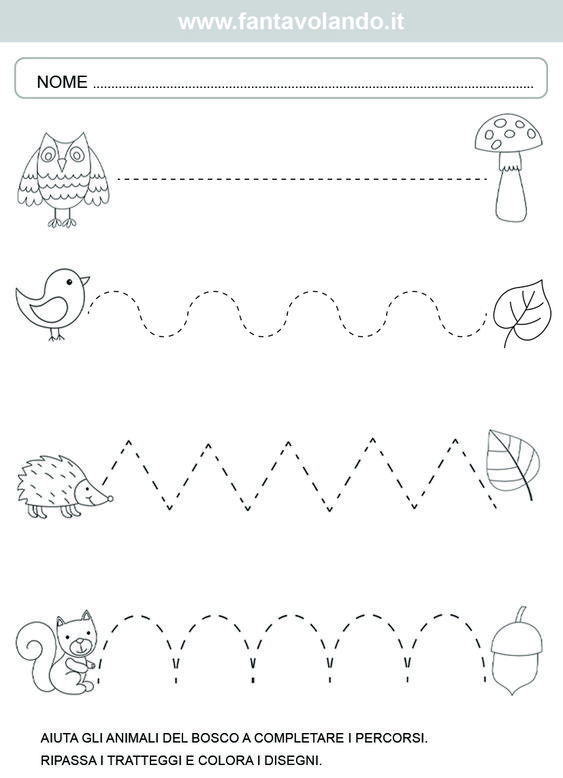 www.fantavolando.it
NOME ........................................................................................................................
AIUTA GLI ANIMALI DEL BOSCO A COMPLETARE I PERCORSI.
RIPASSA I TRATTEGGI E COLORA I DISEGNI.